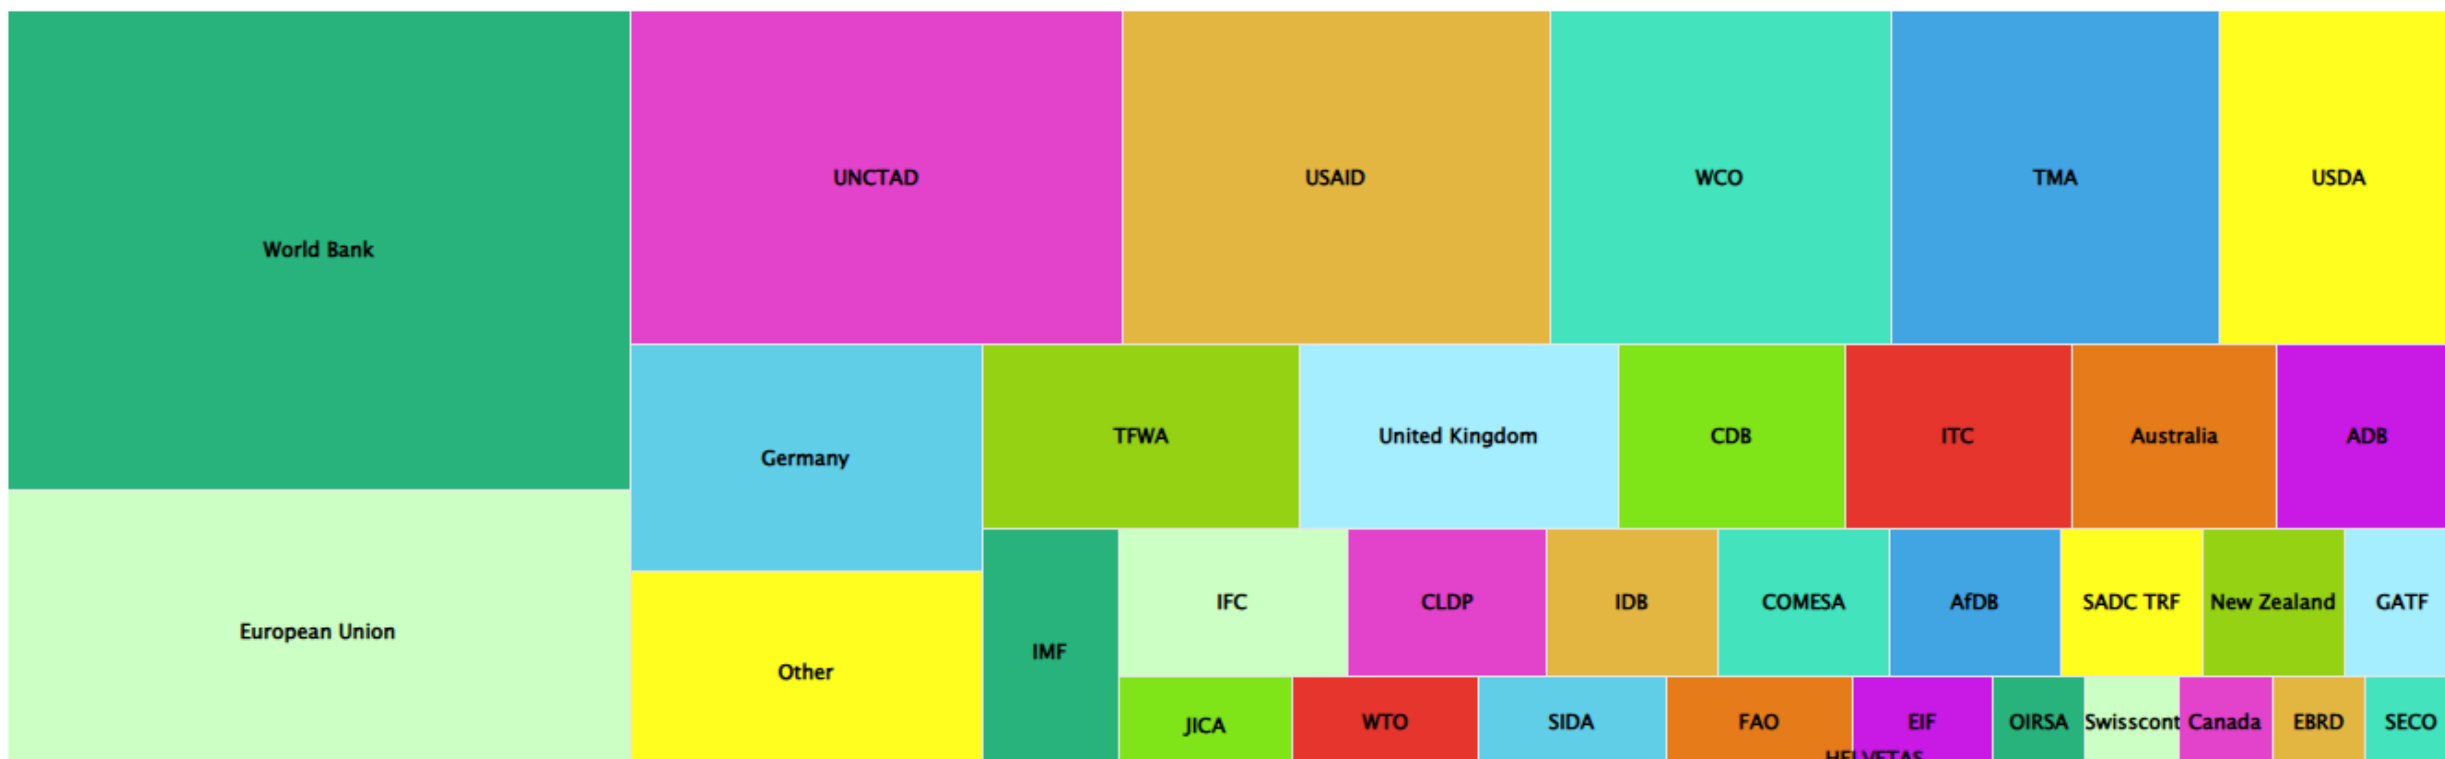 World Bank
UNCTAD
USAID
WCO
TMA
USDA
European Union
Germany
Other
TFWA
United Kingdom
CDB
ITC
Australia
ADB
IMF
IFC
CLDP
IDB
COMESA
AfDB
SADC TRF
New Zealand
GATF
JICA
WTO
SIDA
FAO
EIF
OIRSA
Swisscont
Canada
EBRD
SECO
HELVETAS